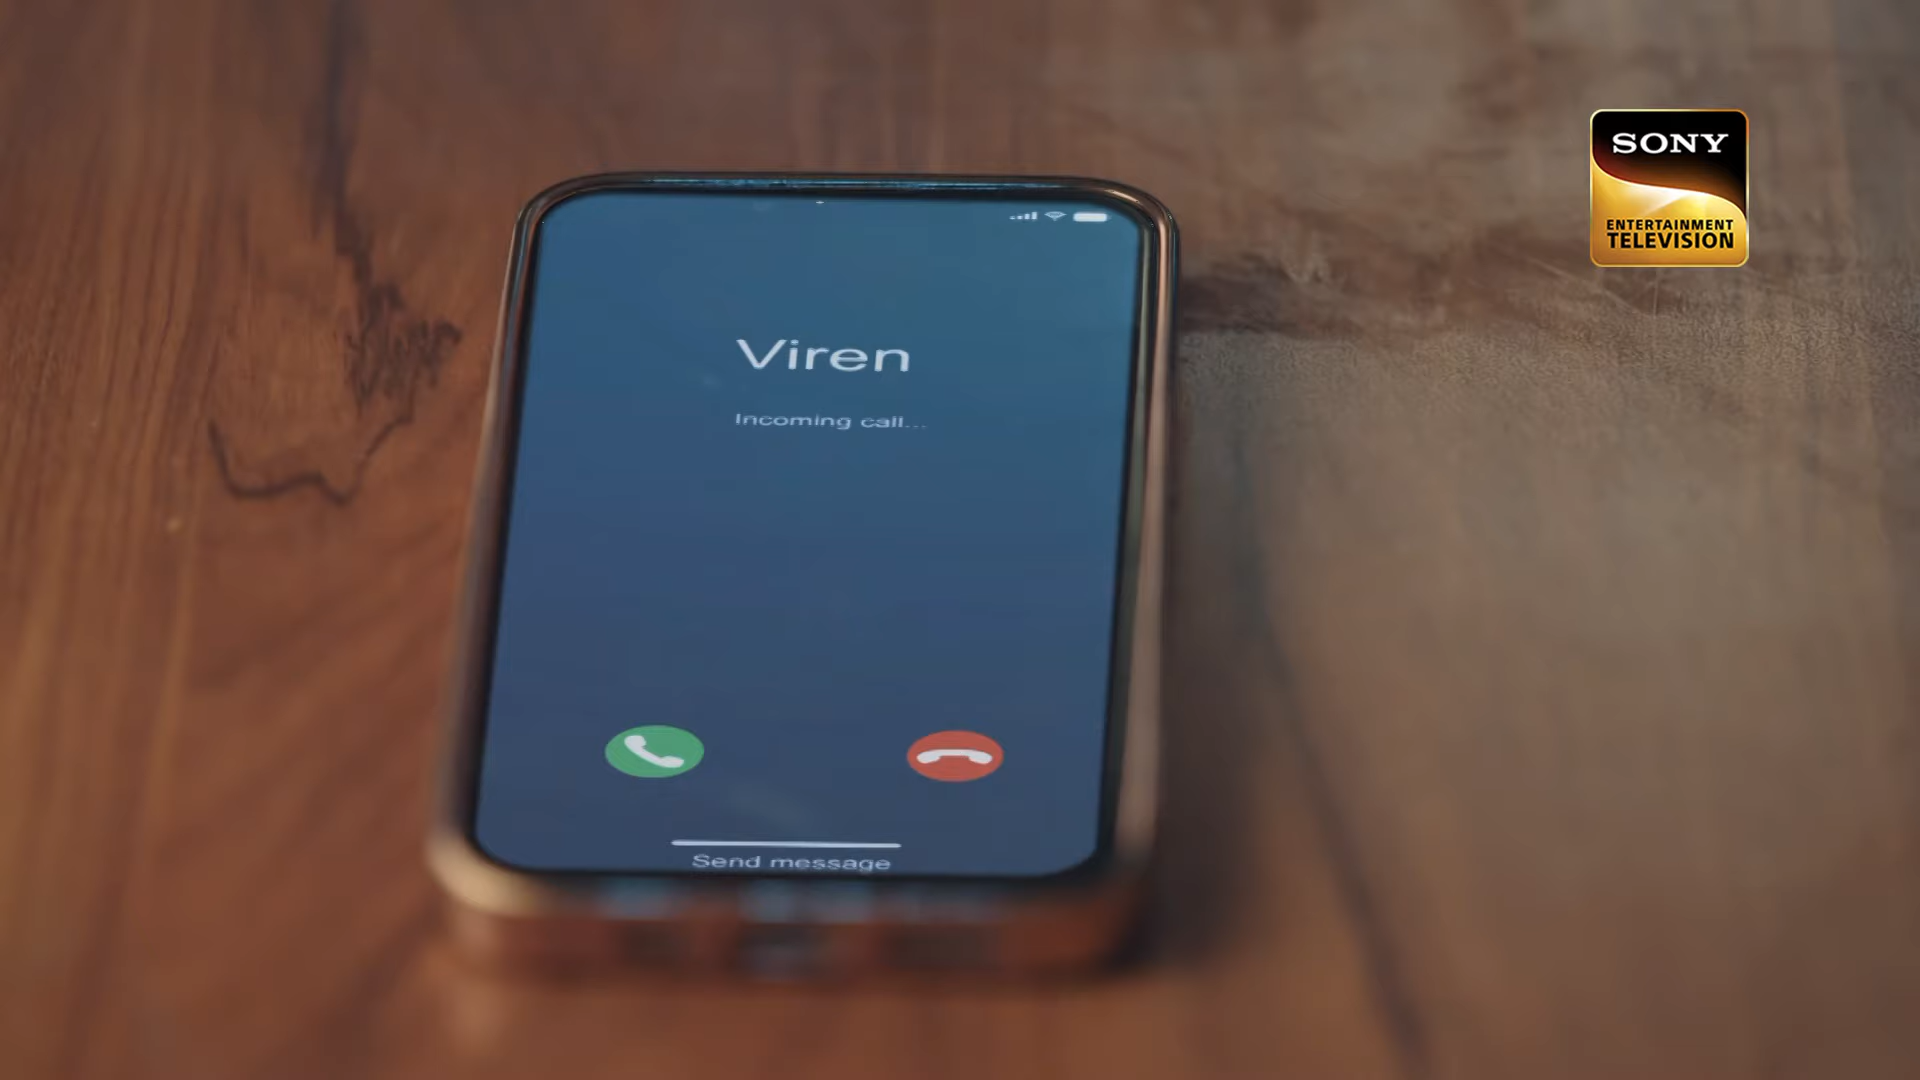 Viren
Incoming call...
Send message
SONY
ENTERTAINMENT
TELEVISION